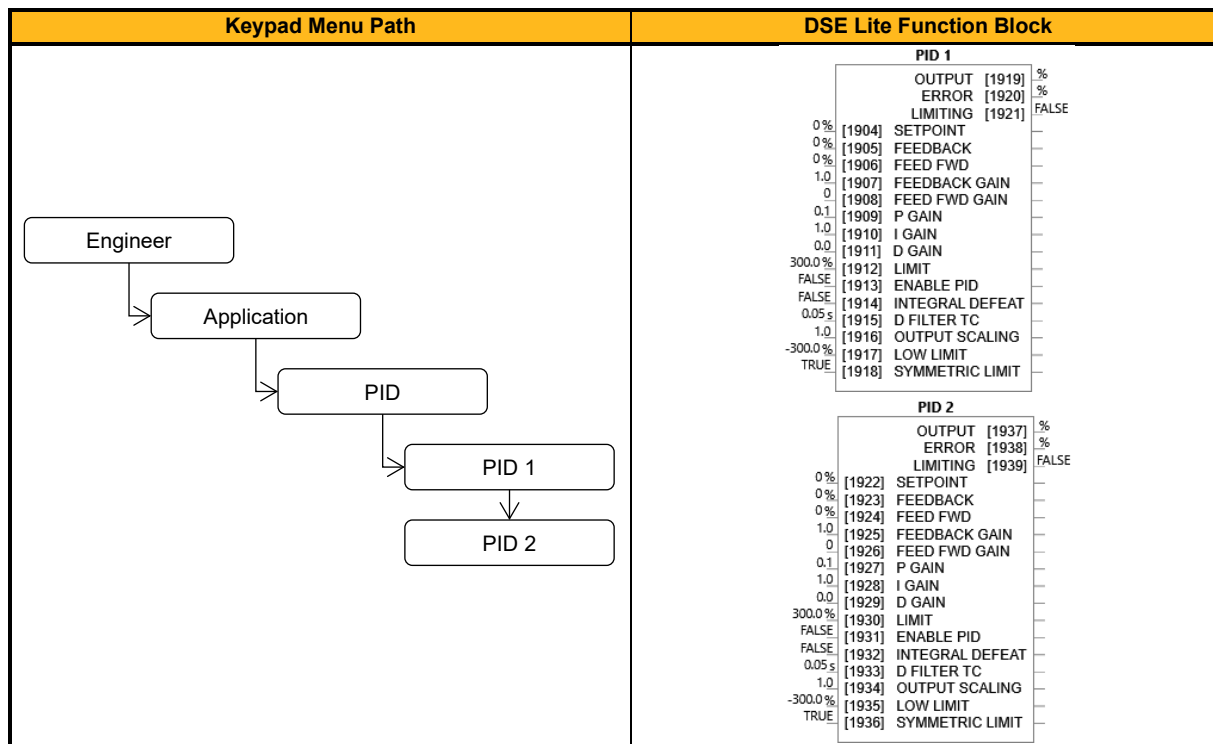 Keypad Menu Path
DSE Lite Function Block
Engineer
Application
PID
PID 1
PID 2
PID 1
OUTPUT [1919] %
ERROR [1920] %
LIMITING [1921] FALSE
0% [1904] SETPOINT
0% [1905] FEEDBACK
0% [1906] FEED FWD
1.0 [1907] FEEDBACK GAIN
0 [1908] FEED FWD GAIN
0.1 [1909] P GAIN
1.0 [1910] I GAIN
0.0 [1911] D GAIN
300.0% [1912] LIMIT
FALSE [1913] ENABLE PID
FALSE [1914] INTEGRAL DEFEAT
0.05 s [1915] D FILTER TC
1.0 [1916] OUTPUT SCALING
-300.0% [1917] LOW LIMIT
TRUE [1918] SYMMETRIC LIMIT
PID 2
OUTPUT [1937] %
ERROR [1938] %
LIMITING [1939] FALSE
0% [1922] SETPOINT
0% [1923] FEEDBACK
0% [1924] FEED FWD
1.0 [1925] FEEDBACK GAIN
0 [1926] FEED FWD GAIN
0.1 [1927] P GAIN
1.0 [1928] I GAIN
0.0 [1929] D GAIN
300.0% [1930] LIMIT
FALSE [1931] ENABLE PID
FALSE [1932] INTEGRAL DEFEAT
0.05 s [1933] D FILTER TC
1.0 [1934] OUTPUT SCALING
-300.0% [1935] LOW LIMIT
TRUE [1936] SYMMETRIC LIMIT